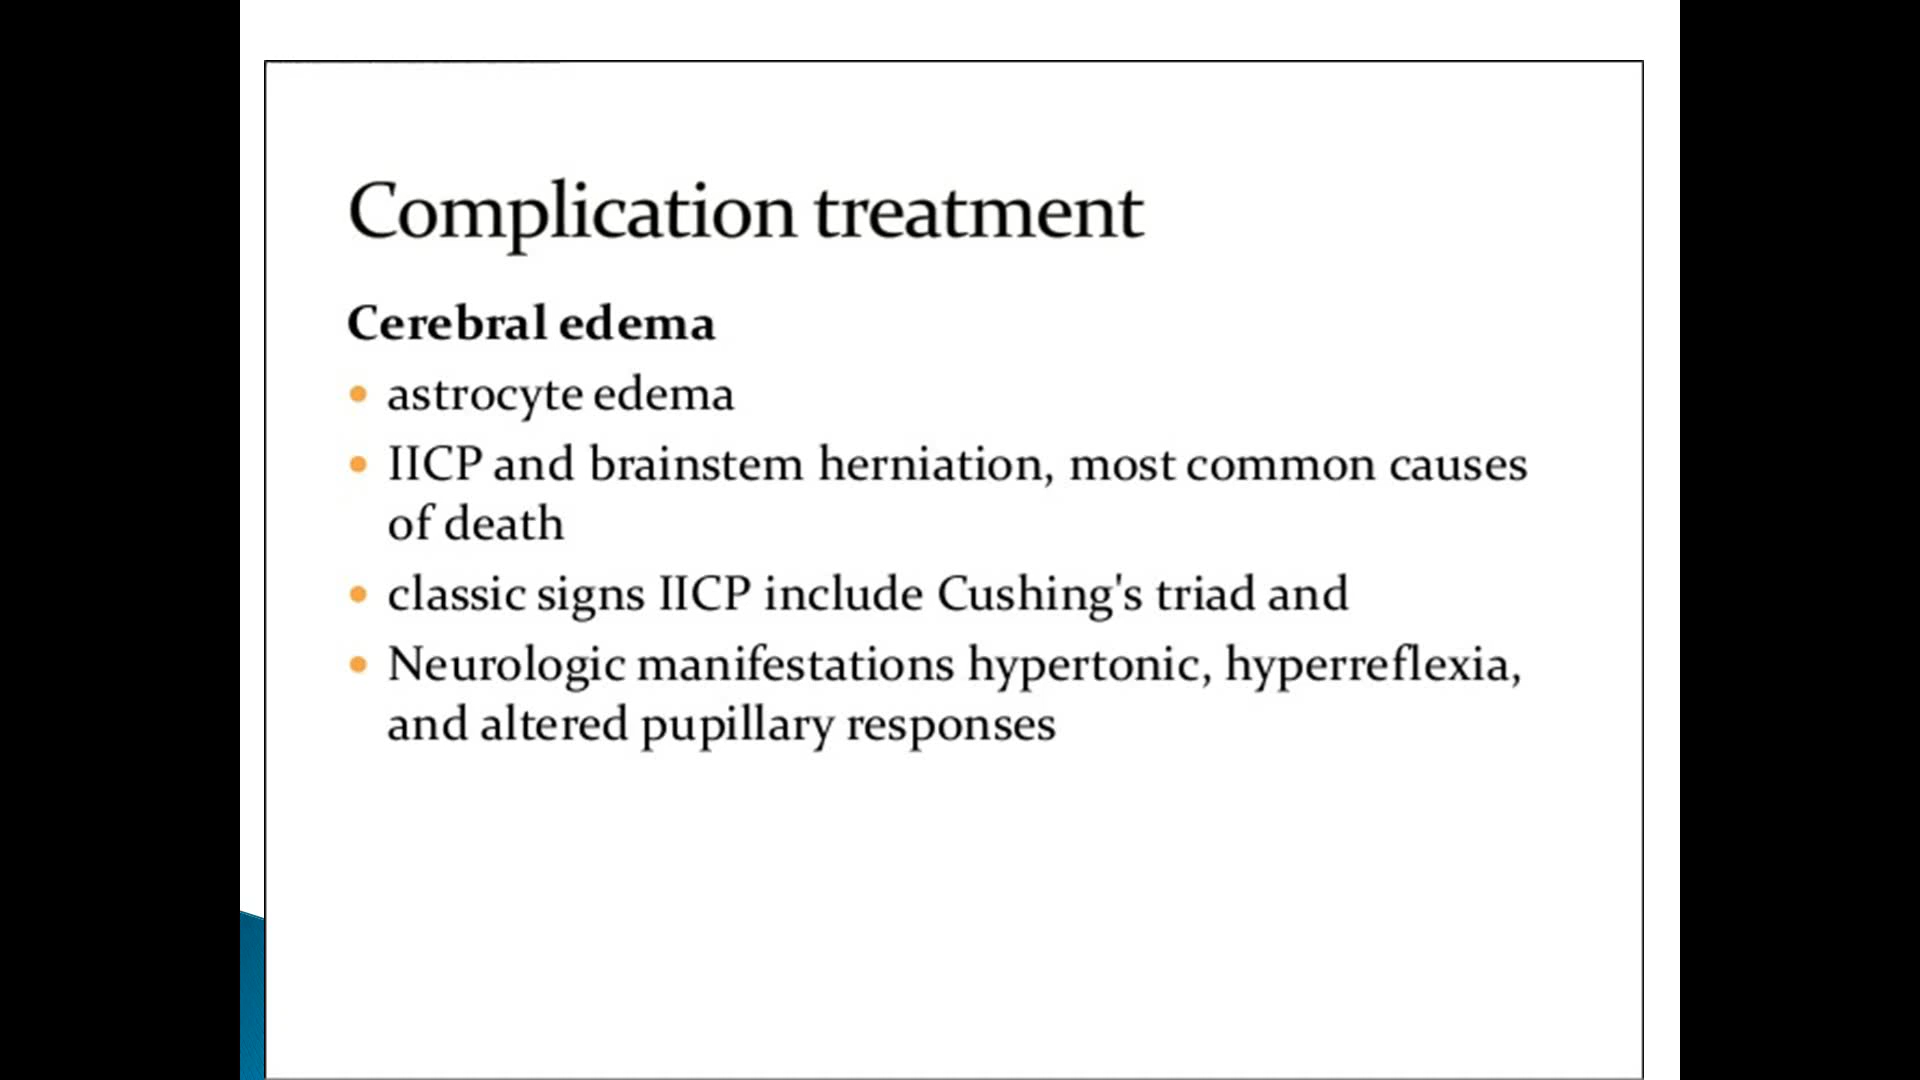 Complication treatment
Cerebral edema
• astrocyte edema
• IICP and brainstem herniation, most common causes
of death
• classic signs IICP include Cushing's triad and
• Neurologic manifestations hypertonic, hyperreflexia,
and altered pupillary responses